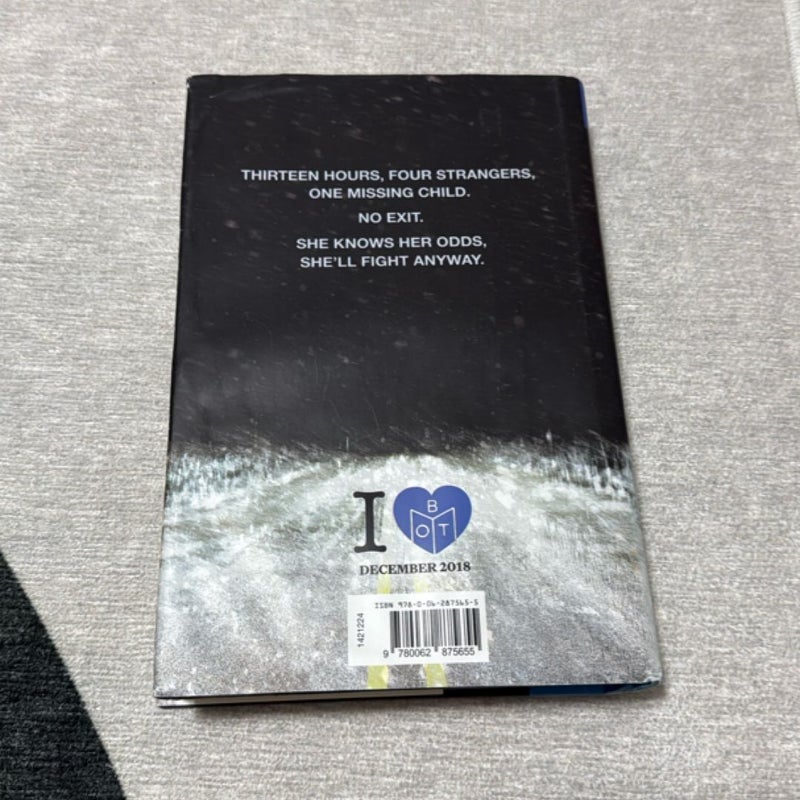 THIRTEEN HOURS, FOUR STRANGERS,
ONE MISSING CHILD.
NO EXIT.
SHE KNOWS HER ODDS,
SHE'LL FIGHT ANYWAY.
I
B
OT
DECEMBER 2018
ISBN 978-0-06-287565-5
1421224
9 780062 875655